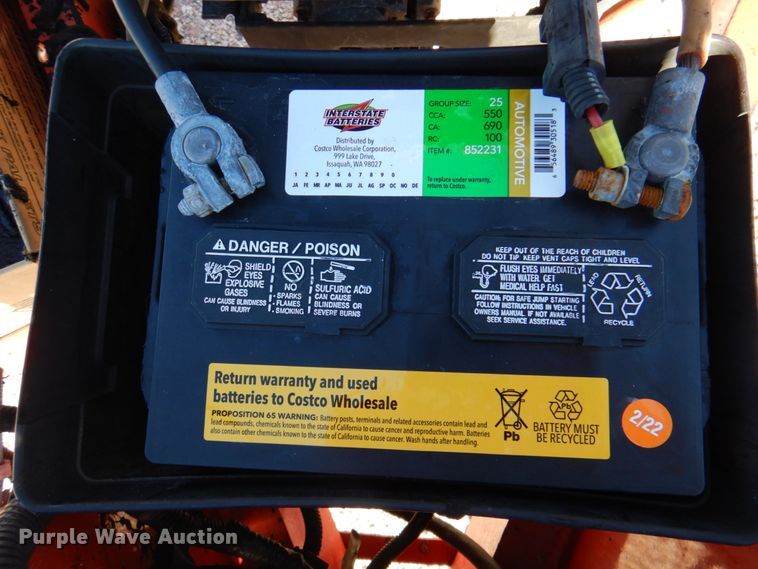 INTERSTATE
BATTERIES
Distributed by
Costco Wholesale Corporation,
999 Lake Drive,
Issaquah, WA 98027
1 2 3 4 5 6 7 8 9 0
JA FE MR AP MY JU JL AU SE OC NO DE
GROUP SIZE: 25
CCA: 550
CA: 690
RC: 100
ITEM #: 852231
To replace under warranty,
return to Costco.
AUTOMOTIVE
6 56489 30518 3
DANGER / POISON
SHIELD
EYES
EXPLOSIVE
GASES
CAN CAUSE BLINDNESS
OR INJURY
NO
• SPARKS
• FLAMES
• SMOKING
SULFURIC ACID
CAN CAUSE
BLINDNESS OR
SEVERE BURNS
KEEP OUT OF THE REACH OF CHILDREN
DO NOT TIP. KEEP VENT CAPS TIGHT AND LEVEL
FLUSH EYES IMMEDIATELY
WITH WATER. GET
MEDICAL HELP FAST
CAUTION: FOR SAFE JUMP STARTING
FOLLOW INSTRUCTIONS IN VEHICLE
OWNERS MANUAL. IF NOT AVAILABLE
SEEK SERVICE ASSISTANCE.
LEAD
RETURN
RECYCLE
Return warranty and used
batteries to Costco Wholesale
PROPOSITION 65 WARNING: Battery posts, terminals and related accessories contain lead and
lead compounds, chemicals known to the state of California to cause cancer and reproductive harm. Batteries
also contain other chemicals known to the state of California to cause cancer. Wash hands after handling.
Pb
Pb
BATTERY MUST
BE RECYCLED
2/22
Purple Wave Auction